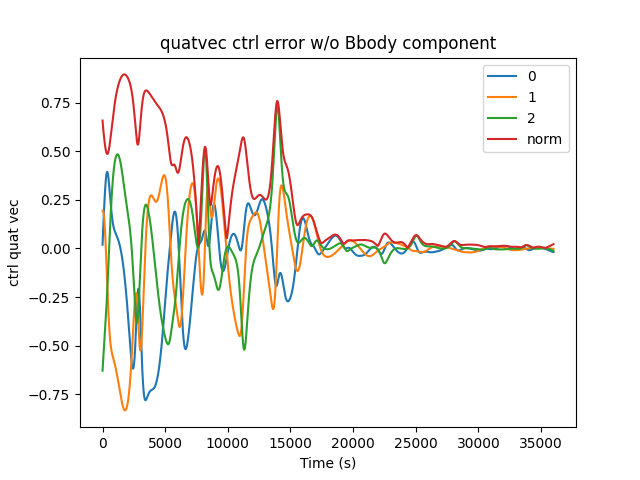 quatvec ctrl error w/o Bbody component
0
1
2
norm
ctrl quat vec
0.75
0.50
0.25
0.00
−0.25
−0.50
−0.75
0 5000 10000 15000 20000 25000 30000 35000
Time (s)